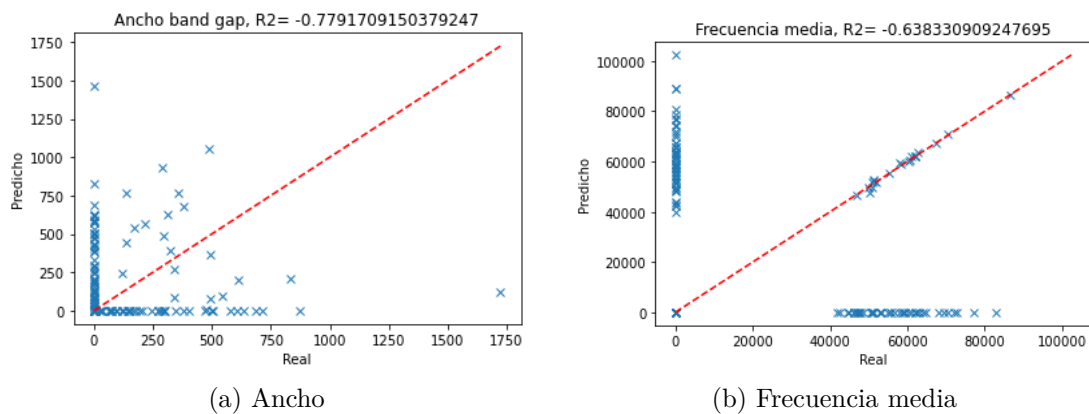 Ancho band gap, R2= -0.7791709150379247
1750
1500
1250
1000
750
500
250
0
Predicho
0 250 500 750 1000 1250 1500 1750
Real
(a) Ancho
Frecuencia media, R2= -0.638330909247695
100000
80000
60000
40000
20000
0
Predicho
0 20000 40000 60000 80000 100000
Real
(b) Frecuencia media